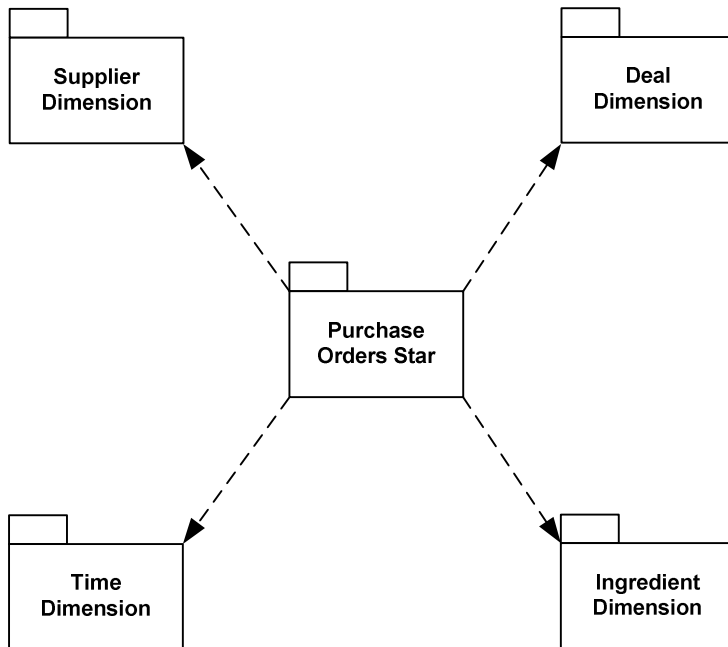 Supplier
Dimension
Deal
Dimension
Purchase
Orders Star
Time
Dimension
Ingredient
Dimension